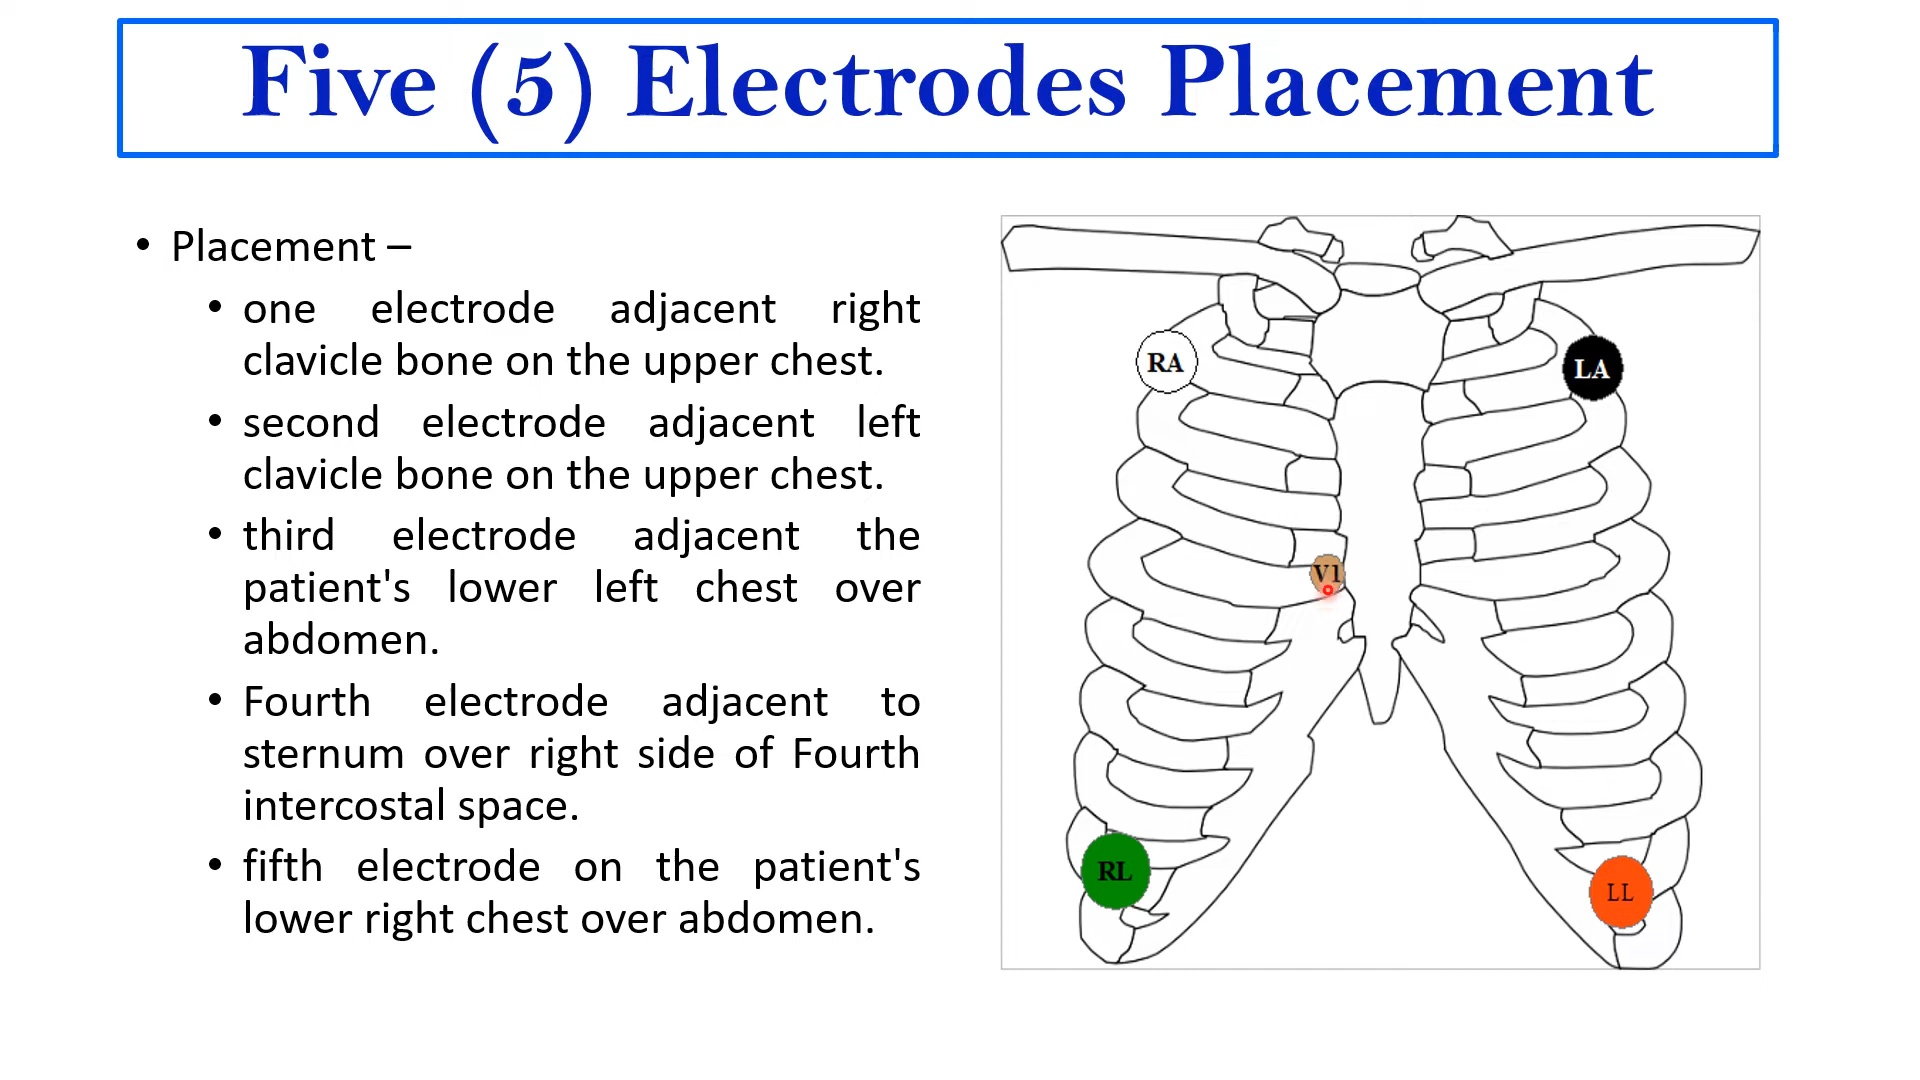 Five (5) Electrodes Placement
• Placement –
• one electrode adjacent right
clavicle bone on the upper chest.
• second electrode adjacent left
clavicle bone on the upper chest.
• third electrode adjacent the
patient's lower left chest over
abdomen.
• Fourth electrode adjacent to
sternum over right side of Fourth
intercostal space.
• fifth electrode on the patient's
lower right chest over abdomen.
RA
LA
V1
RL
LL